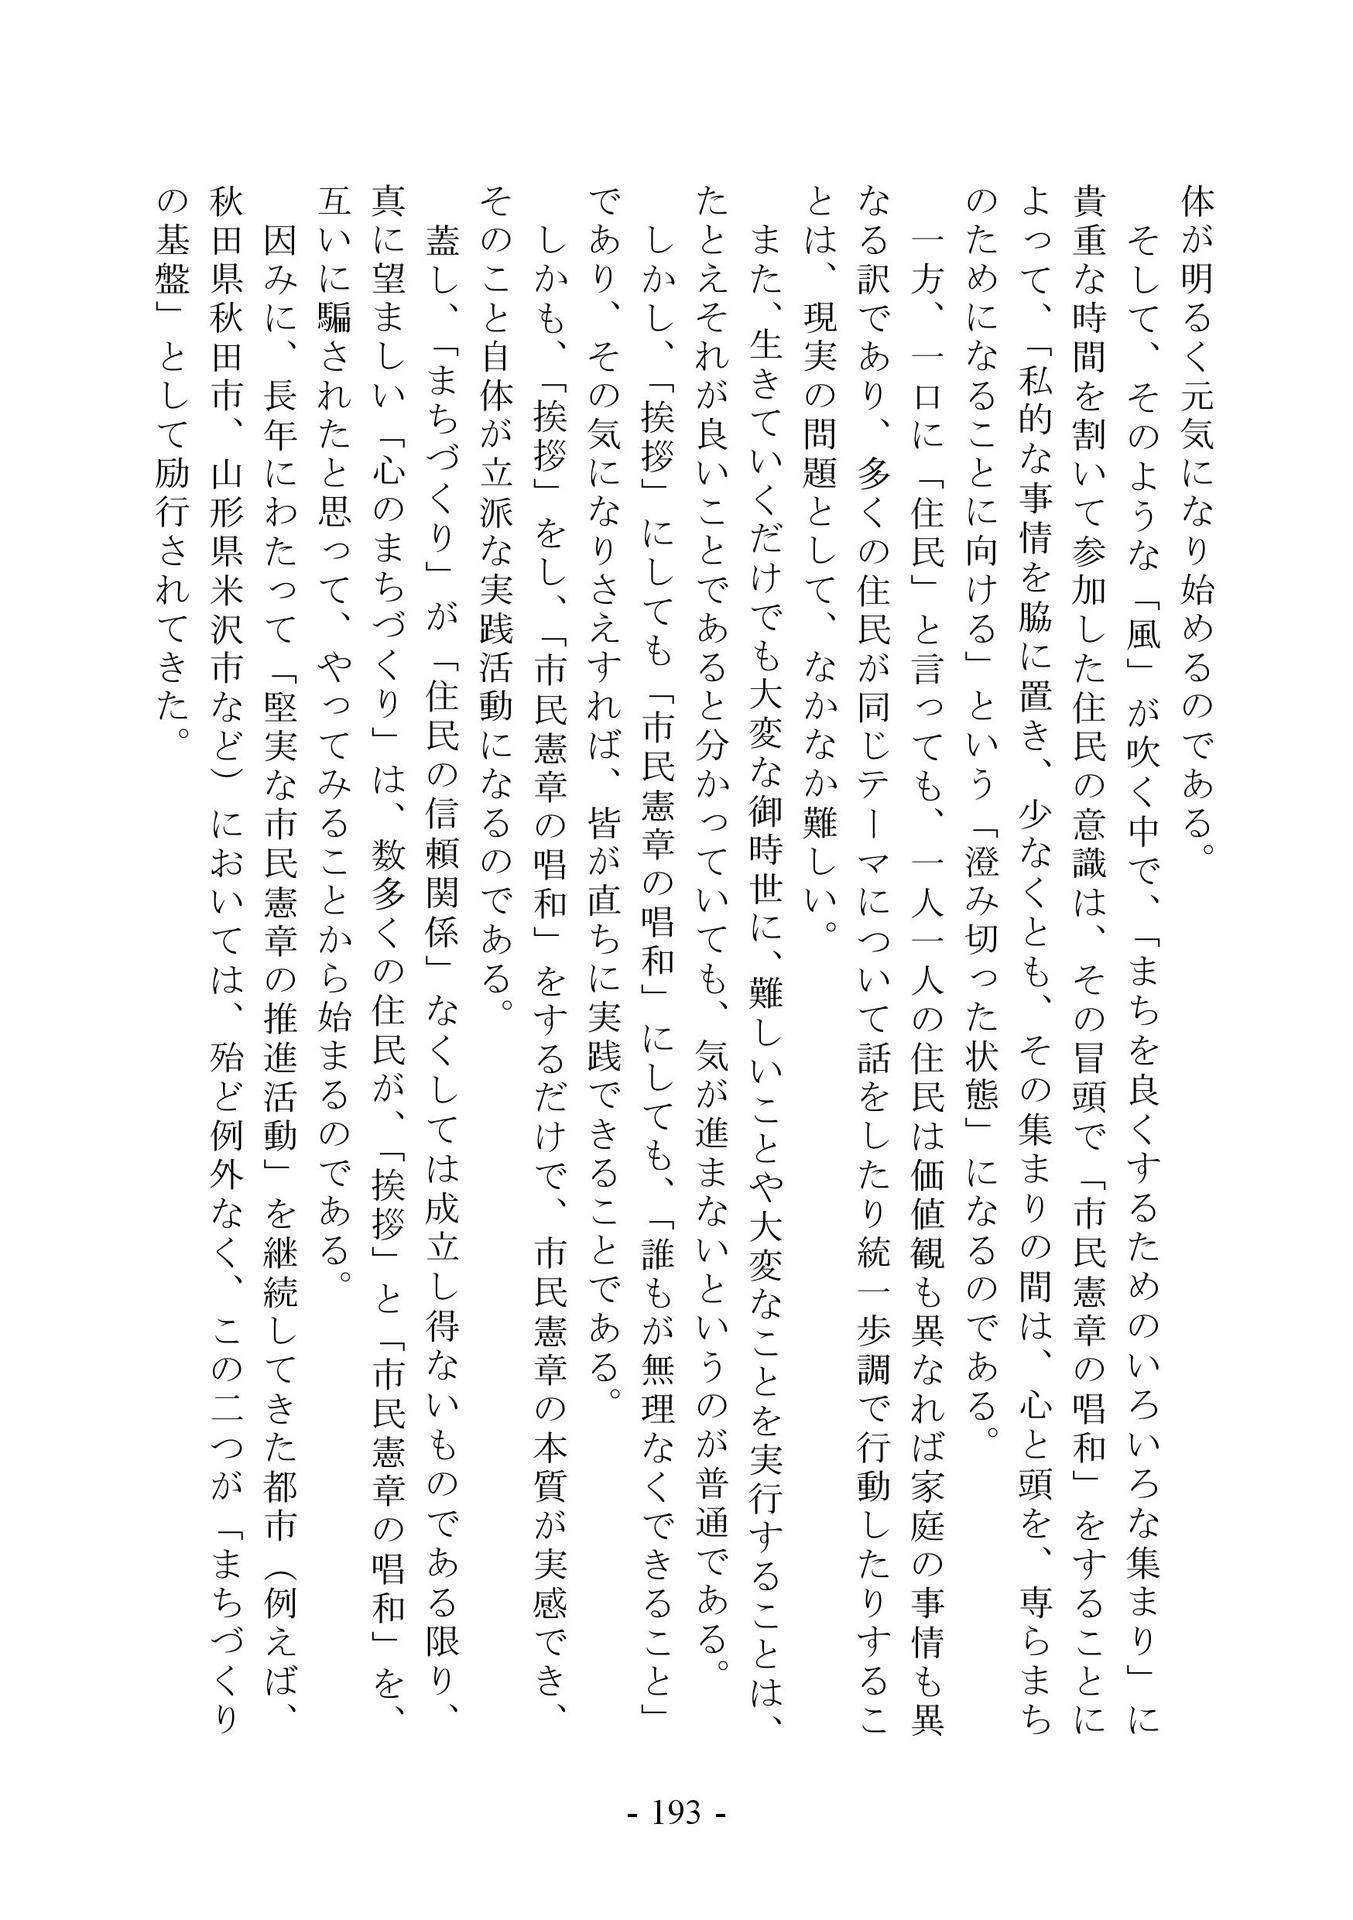 体が明るく元気になり始めるのである。
そして、そのような「風」が吹く中で、「まちを良くするためのいろいろな集まり」に
貴重な時間を割いて参加した住民の意識は、その冒頭で「市民憲章の唱和」をすることに
よって、「私的な事情を脇に置き、少なくとも、その集まりの間は、心と頭を、専らまち
のためになることに向ける」という「澄み切った状態」になるのである。
一方、一口に「住民」と言っても、一人一人の住民は価値観も異なれば家庭の事情も異
なる訳であり、多くの住民が同じテーマについて話をしたり統一歩調で行動したりするこ
とは、現実の問題として、なかなか難しい。
また、生きていくだけでも大変な御時世に、難しいことや大変なことを実行することは、
たとえそれが良いことであると分かっていても、気が進まないというのが普通である。
しかし、「挨拶」にしても「市民憲章の唱和」にしても、「誰もが無理なくできること」
であり、その気になりさえすれば、皆が直ちに実践できることである。
しかも、「挨拶」をし、「市民憲章の唱和」をするだけで、市民憲章の本質が実感でき、
そのこと自体が立派な実践活動になるのである。
蓋し、「まちづくり」が「住民の信頼関係」なくしては成立し得ないものである限り、
真に望ましい「心のまちづくり」は、数多くの住民が、「挨拶」と「市民憲章の唱和」を、
互いに騙されたと思って、やってみることから始まるのである。
因みに、長年にわたって「堅実な市民憲章の推進活動」を継続してきた都市（例えば、
秋田県秋田市、山形県米沢市など）においては、殆ど例外なく、この二つが「まちづくり
の基盤」として励行されてきた。
- 193 -